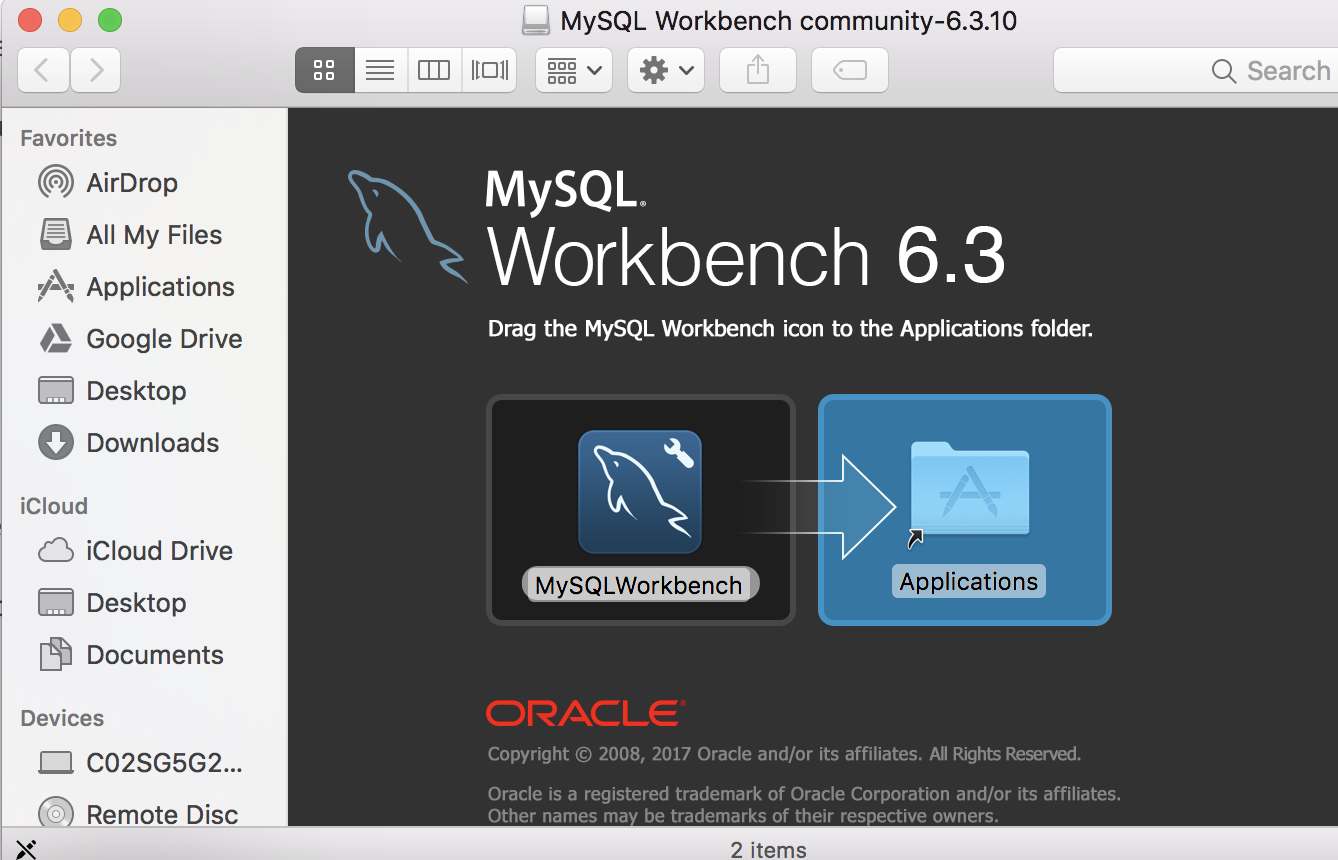 MySQL Workbench community-6.3.10
Search
Favorites
AirDrop
All My Files
Applications
Google Drive
Desktop
Downloads
iCloud
iCloud Drive
Desktop
Documents
Devices
C02SG5G2...
Remote Disc
MySQL®
Workbench 6.3
Drag the MySQL Workbench icon to the Applications folder.
MySQLWorkbench
Applications
ORACLE®
Copyright © 2008, 2017 Oracle and/or its affiliates. All Rights Reserved.
Oracle is a registered trademark of Oracle Corporation and/or its affiliates.
Other names may be trademarks of their respective owners.
2 items